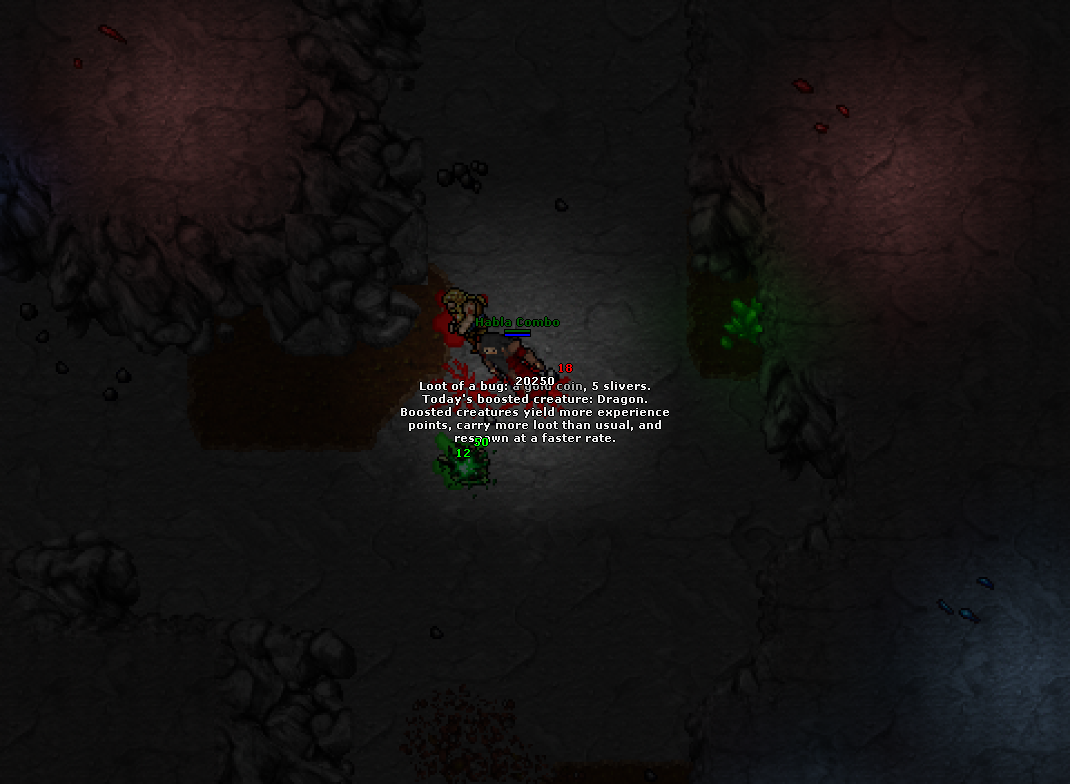 Habla Combo
18
20250
Loot of a bug: a gold coin, 5 slivers.
Today's boosted creature: Dragon.
Boosted creatures yield more experience
points, carry more loot than usual, and
respawn at a faster rate.
12